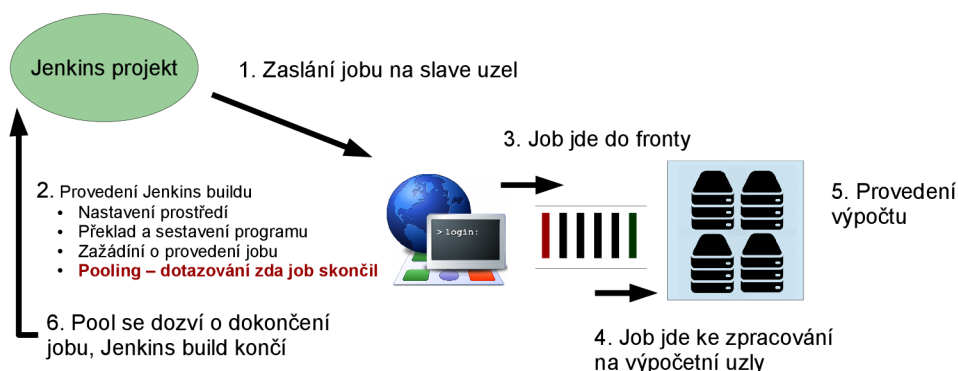 Jenkins projekt
1. Zaslání jobu na slave uzel
3. Job jde do fronty
2. Provedení Jenkins buildu
• Nastavení prostředí
• Překlad a sestavení programu
• Zažádíní o provedení jobu
• Pooling – dotazování zda job skončil
> login:
5. Provedení
výpočtu
6. Pool se dozví o dokončení
jobu, Jenkins build končí
4. Job jde ke zpracování
na výpočetní uzly